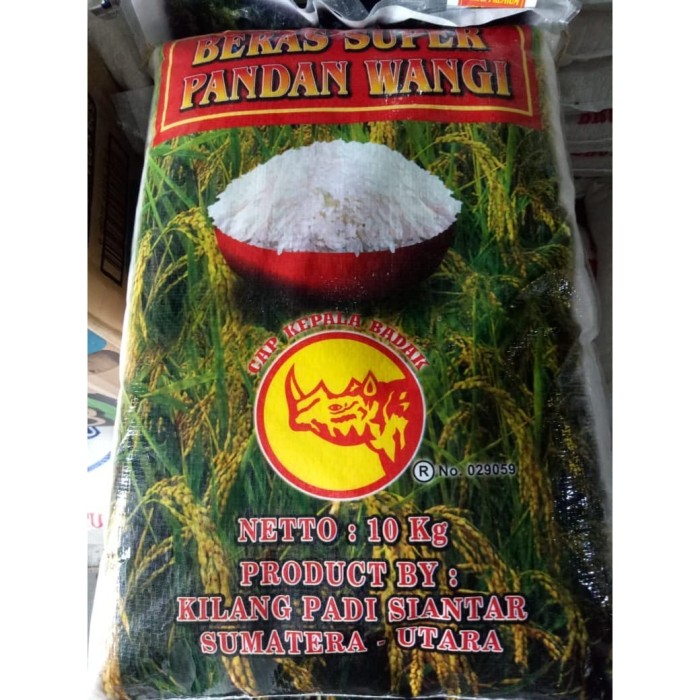 BERAS SUPER
PANDAN WANGI
CAP KEPALA BADAK
® No. 029059
NETTO : 10 Kg
PRODUCT BY :
KILANG PADI SIANTAR
SUMATERA - UTARA